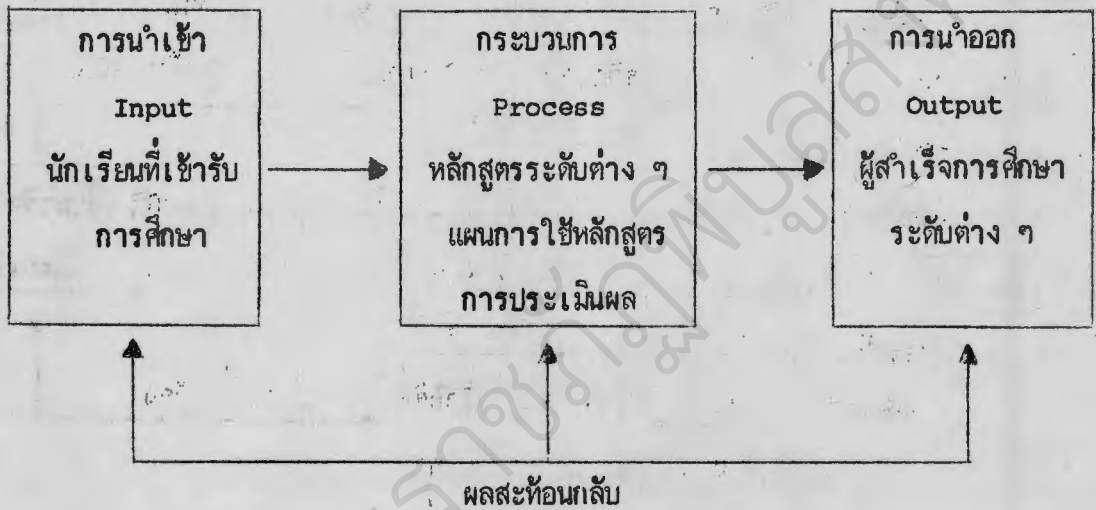 การนำเข้า
Input
นักเรียนที่เข้ารับ
การศึกษา
กระบวนการ
Process
หลักสูตรระดับต่าง ๆ
แผนการใช้หลักสูตร
การประเมินผล
การนำออก
Output
ผู้สำเร็จการศึกษา
ระดับต่าง ๆ
ผลสะท้อนกลับ